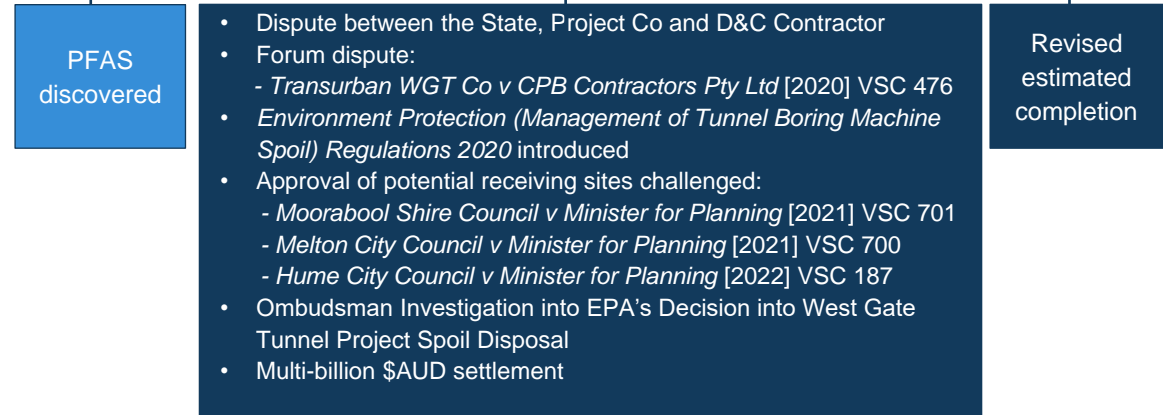 PFAS
discovered
• Dispute between the State, Project Co and D&C Contractor
• Forum dispute:
- Transurban WGT Co v CPB Contractors Pty Ltd [2020] VSC 476
• Environment Protection (Management of Tunnel Boring Machine
Spoil) Regulations 2020 introduced
• Approval of potential receiving sites challenged:
- Moorabool Shire Council v Minister for Planning [2021] VSC 701
- Melton City Council v Minister for Planning [2021] VSC 700
- Hume City Council v Minister for Planning [2022] VSC 187
• Ombudsman Investigation into EPA’s Decision into West Gate
Tunnel Project Spoil Disposal
• Multi-billion $AUD settlement
Revised
estimated
completion